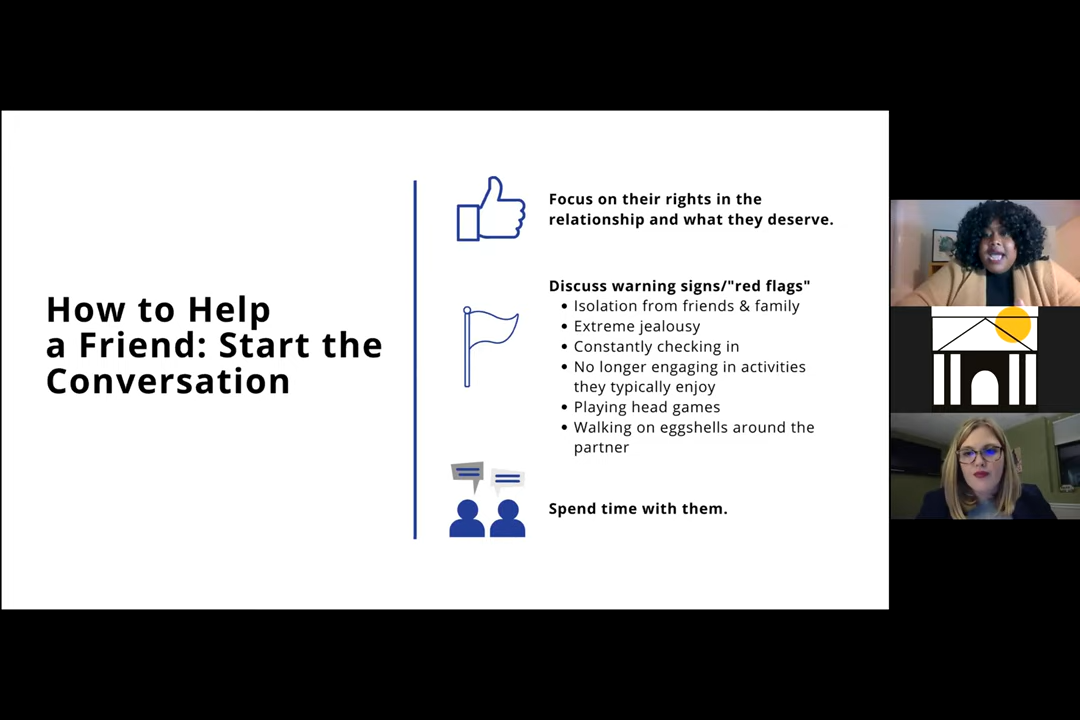 How to Help
a Friend: Start the
Conversation
Focus on their rights in the
relationship and what they deserve.
Discuss warning signs/"red flags"
• Isolation from friends & family
• Extreme jealousy
• Constantly checking in
• No longer engaging in activities
they typically enjoy
• Playing head games
• Walking on eggshells around the
partner
Spend time with them.